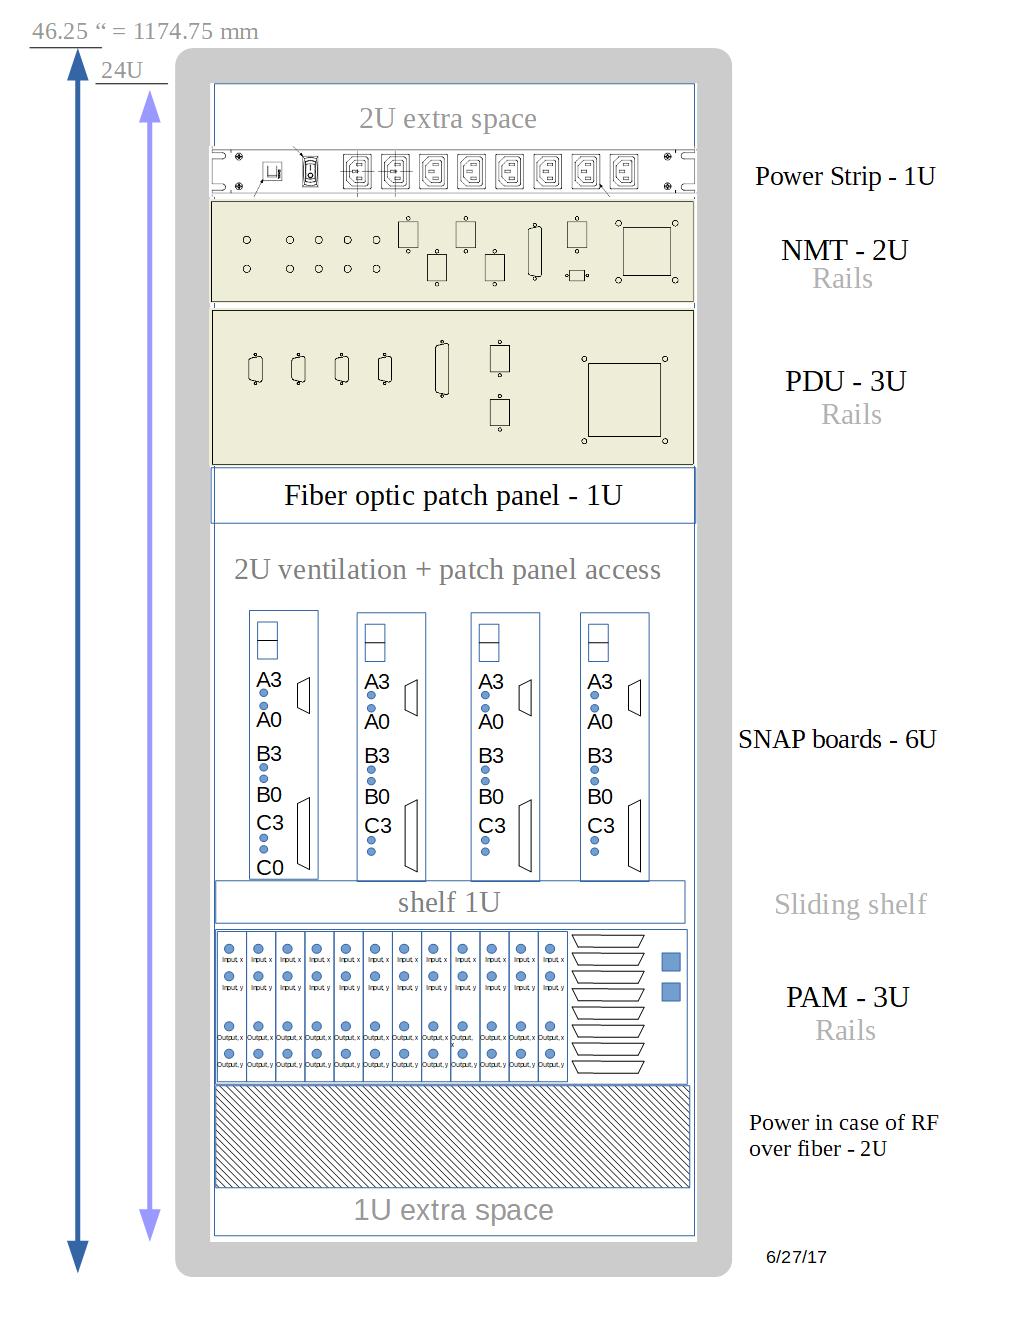 46.25 “ = 1174.75 mm
24U
2U extra space
Power Strip - 1U
NMT - 2U
Rails
PDU - 3U
Rails
Fiber optic patch panel - 1U
2U ventilation + patch panel access
A3 A3 A3 A3
A0 A0 A0 A0
B3 B3 B3 B3
B0 B0 B0 B0
C3 C3 C3 C3
C0
SNAP boards - 6U
shelf 1U
Sliding shelf
Input, x Input, x Input, x Input, x Input, x Input, x Input, x Input, x Input, x Input, x Input, x Input, x
Input, y Input, y Input, y Input, y Input, y Input, y Input, y Input, y Input, y Input, y Input, y Input, y
Output, x Output, x Output, x Output, x Output, x Output, x Output, x Output, x Output, x Output, x Output, x Output, x
Output, y Output, y Output, y Output, y Output, y Output, y Output, y Output, y Output, y Output, y Output, y Output, y
PAM - 3U
Rails
Power in case of RF
over fiber - 2U
1U extra space
6/27/17